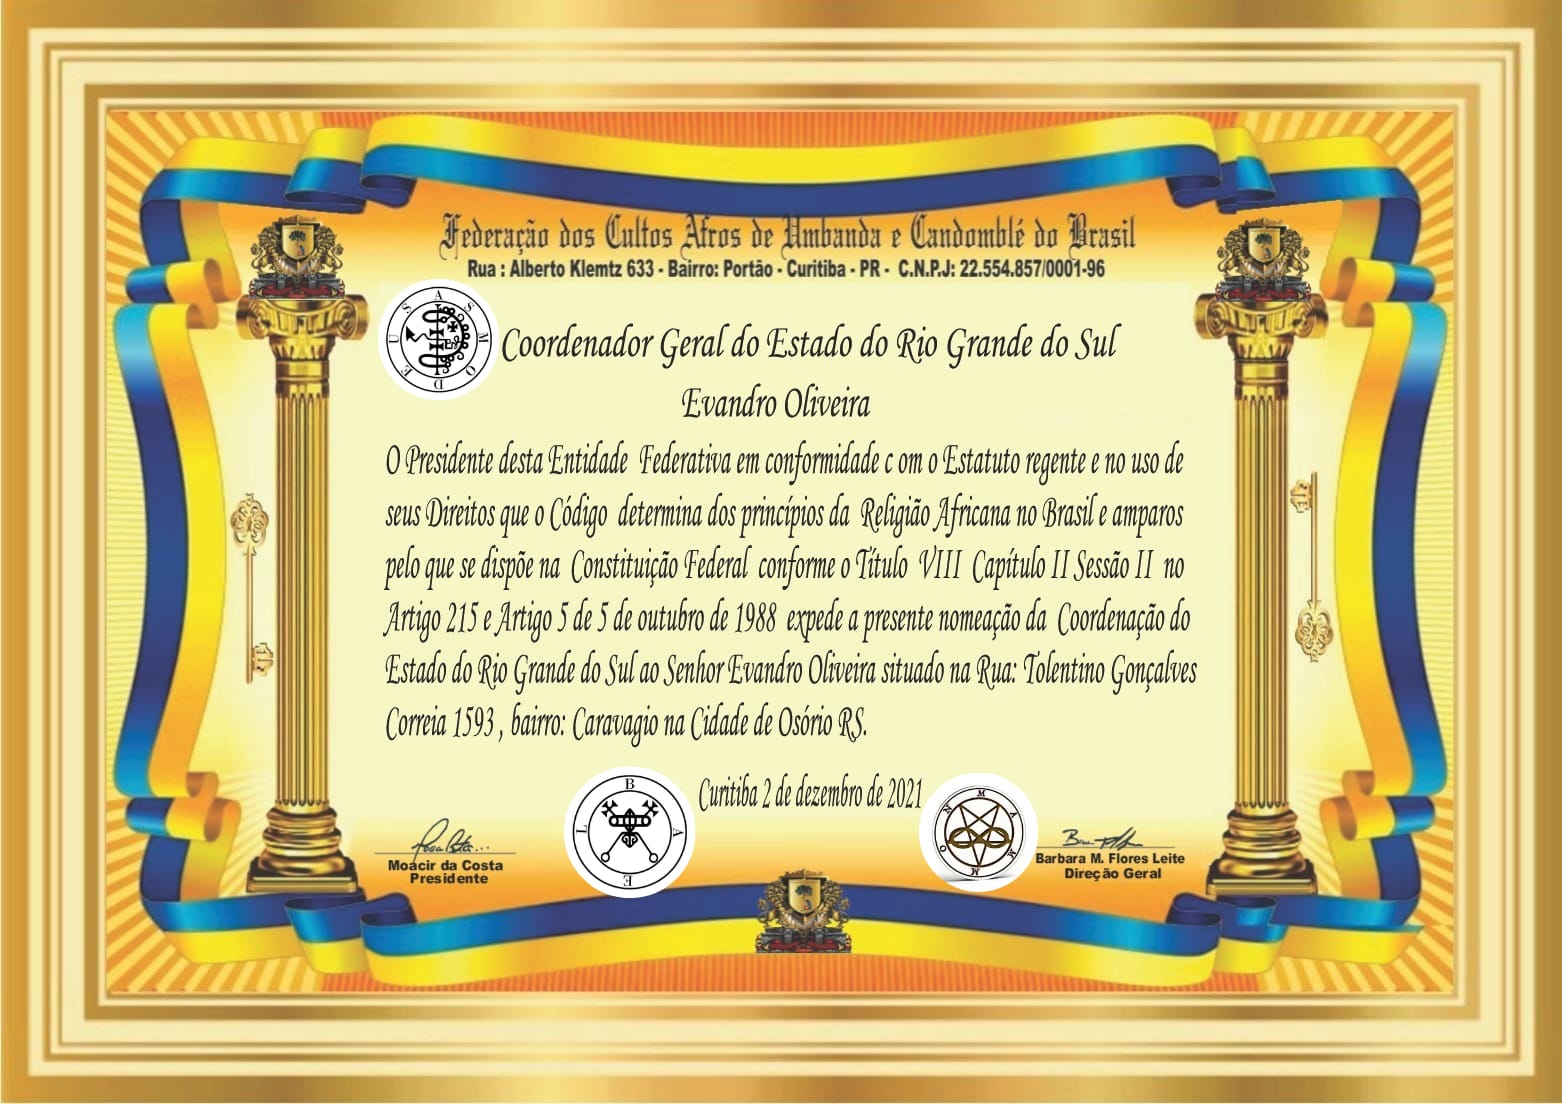 Federação dos Cultos Afros de Umbanda e Candomblé do Brasil
Rua : Alberto Klemtz 633 - Bairro: Portão - Curitiba - PR - C.N.P.J: 22.554.857/0001-96
ASMODEUS
Coordenador Geral do Estado do Rio Grande do Sul
Evandro Oliveira
O Presidente desta Entidade Federativa em conformidade c om o Estatuto regente e no uso de
seus Direitos que o Código determina dos princípios da Religião Africana no Brasil e amparos
pelo que se dispõe na Constituição Federal conforme o Título VIII Capítulo II Sessão II no
Artigo 215 e Artigo 5 de 5 de outubro de 1988 expede a presente nomeação da Coordenação do
Estado do Rio Grande do Sul ao Senhor Evandro Oliveira situado na Rua: Tolentino Gonçalves
Correia 1593 , bairro: Caravagio na Cidade de Osório RS.
Curitiba 2 de dezembro de 2021
BAEL
MAMMON
Moacir da Costa
Presidente
Barbara M. Flores Leite
Direção Geral